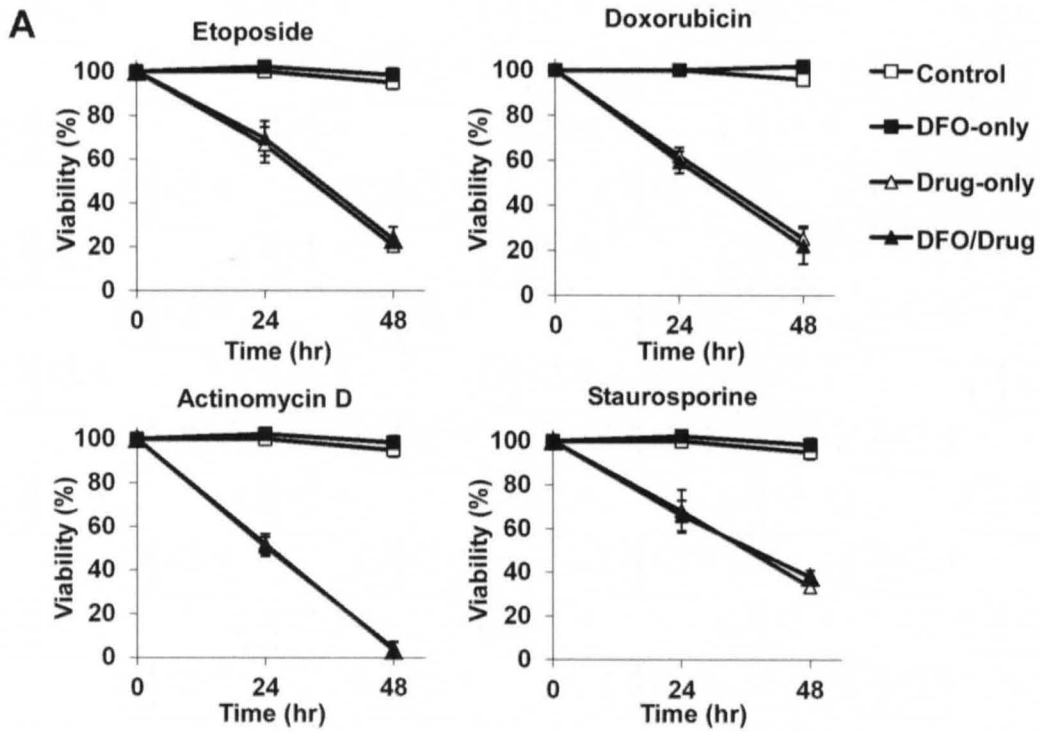 A
Etoposide
Viability (%)
100
80
60
40
20
0
0 24 48
Time (hr)
Doxorubicin
Viability (%)
100
80
60
40
20
0
0 24 48
Time (hr)
Control
DFO-only
Drug-only
DFO/Drug
Actinomycin D
Viability (%)
100
80
60
40
20
0
0 24 48
Time (hr)
Staurosporine
Viability (%)
100
80
60
40
20
0
0 24 48
Time (hr)